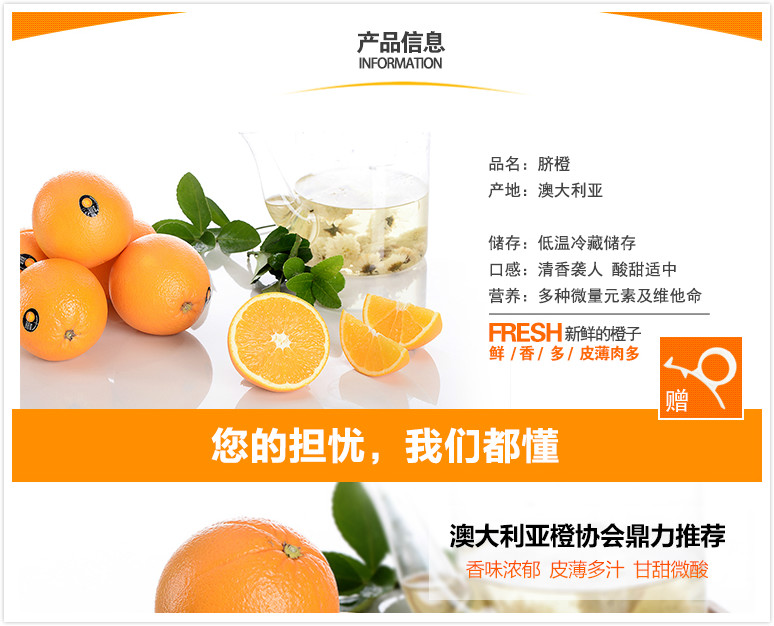 产品信息
INFORMATION
品名：脐橙
产地：澳大利亚
储存：低温冷藏储存
口感：清香袭人 酸甜适中
营养：多种微量元素及维他命
FRESH 新鲜的橙子
鲜 / 香 / 多 / 皮薄肉多
赠
您的担忧，我们都懂
澳大利亚橙协会鼎力推荐
香味浓郁 皮薄多汁 甘甜微酸